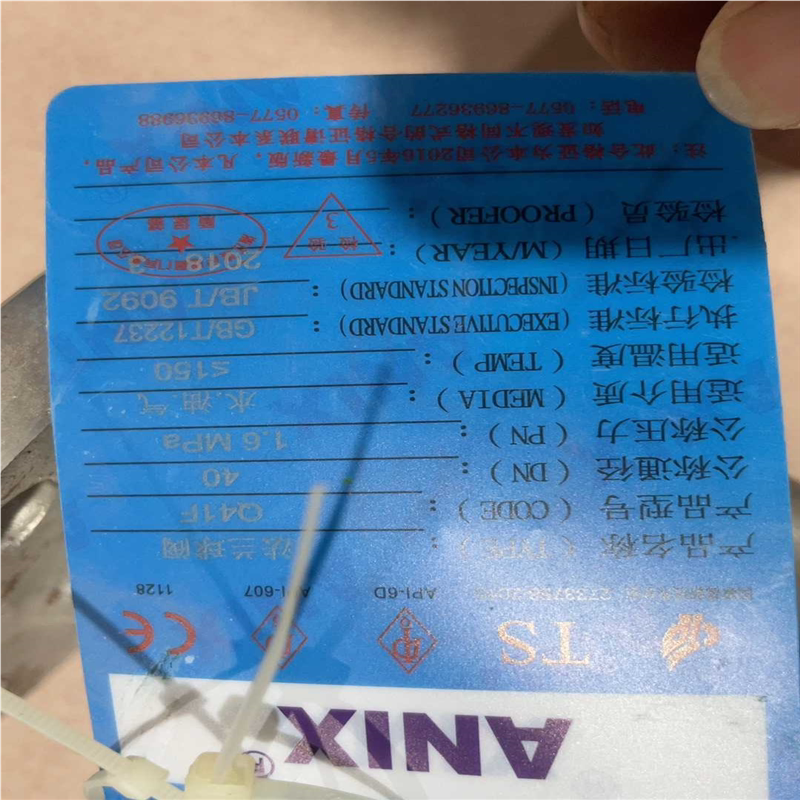 ANIX®
TS API-6D API-607 CE 1128
产品名称 (TYPE): 法兰球阀
产品型号 (CODE): Q41F
公称通径 (DN): 40
公称压力 (PN): 1.6 MPa
适用介质 (MEDIA): 水.油.气
适用温度 (TEMP): ≤150
执行标准 (EXECUTIVE STANDARD): GB/T12237
检验标准 (INSPECTION STANDARD): JB/T 9092
出厂日期 (M/YEAR): 2018
检验员 (PROOFER):
检验 3
注: 此合格证为本公司2016年5月最新版, 凡本公司产品,
如发现不同格式的合格证请联系本公司
电话: 0577-86936277 传真: 0577-86936988